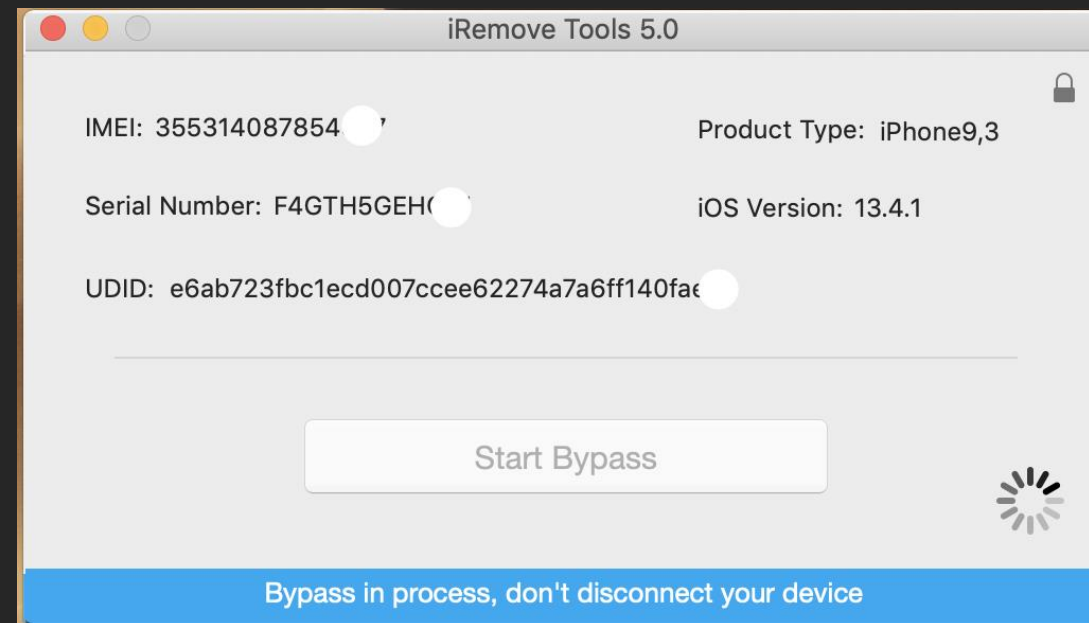 iRemove Tools 5.0
IMEI: 355314087854
Product Type: iPhone9,3
Serial Number: F4GTH5GEH
iOS Version: 13.4.1
UDID: e6ab723fbc1ecd007ccee62274a7a6ff140fae
Start Bypass
Bypass in process, don't disconnect your device